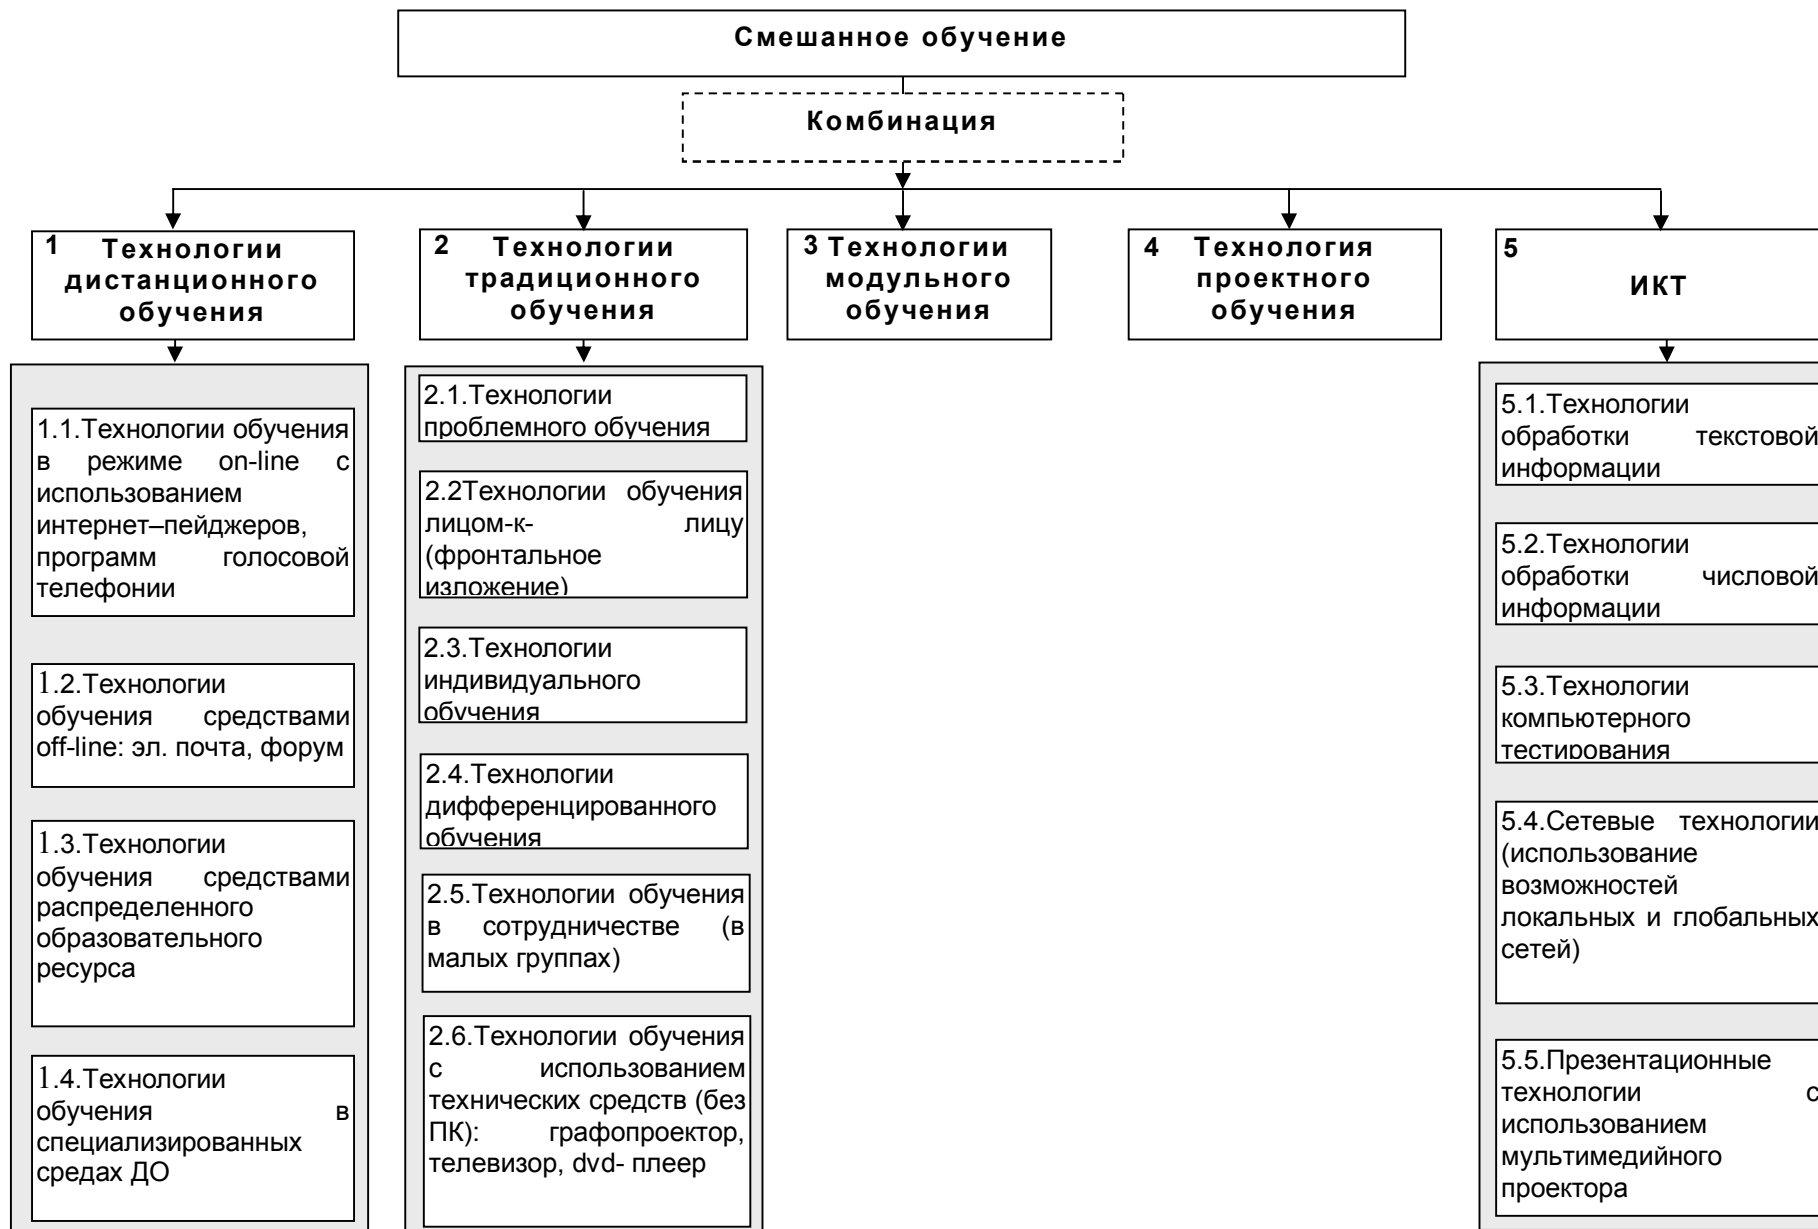 Смешанное обучение
Комбинация
1 Технологии
дистанционного
обучения
2 Технологии
традиционного
обучения
3 Технологии
модульного
обучения
4 Технология
проектного
обучения
5
ИКТ
1.1.Технологии обучения
в режиме on-line с
использованием
интернет–пейджеров,
программ голосовой
телефонии
1.2.Технологии
обучения средствами
off-line: эл. почта, форум
1.3.Технологии
обучения средствами
распределенного
образовательного
ресурса
1.4.Технологии
обучения в
специализированных
средах ДО
2.1.Технологии
проблемного обучения
2.2Технологии обучения
лицом-к- лицу
(фронтальное
изложение)
2.3.Технологии
индивидуального
обучения
2.4.Технологии
дифференцированного
обучения
2.5.Технологии обучения
в сотрудничестве (в
малых группах)
2.6.Технологии обучения
с использованием
технических средств (без
ПК): графопроектор,
телевизор, dvd- плеер
5.1.Технологии
обработки текстовой
информации
5.2.Технологии
обработки числовой
информации
5.3.Технологии
компьютерного
тестирования
5.4.Сетевые технологии
(использование
возможностей
локальных и глобальных
сетей)
5.5.Презентационные
технологии с
использованием
мультимедийного
проектора